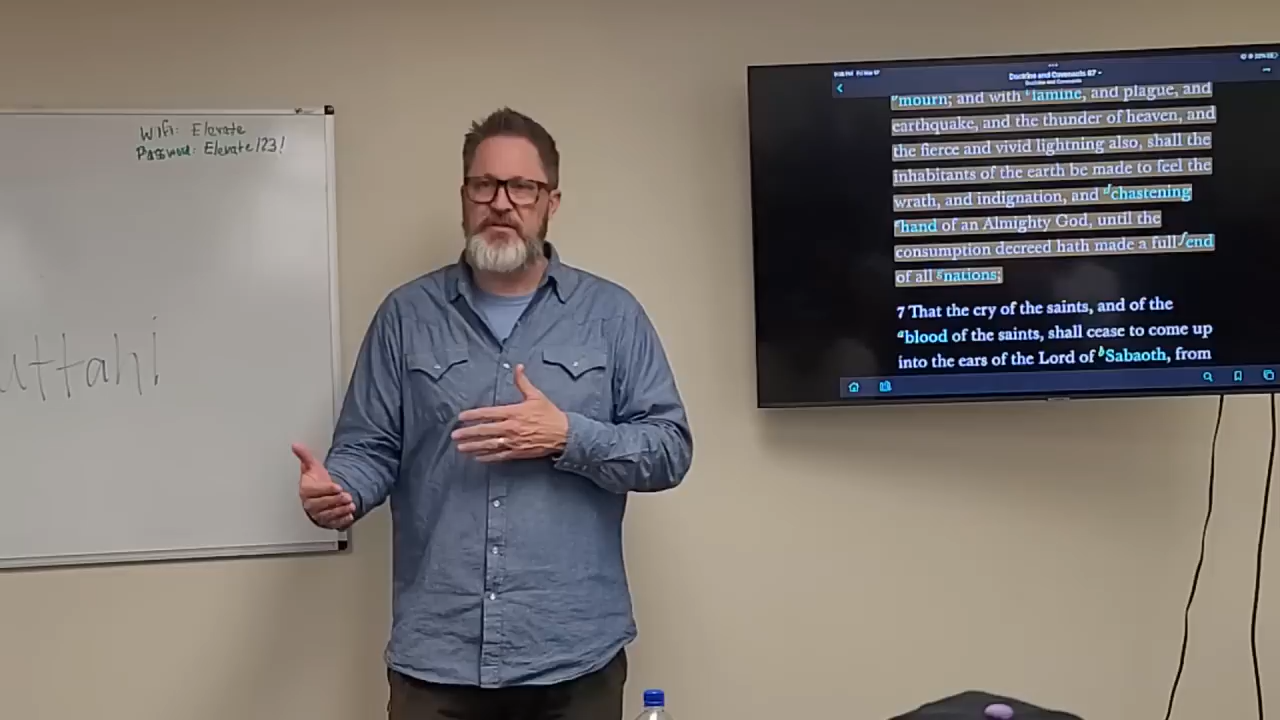 WIFI: Elevate
Password: Elevate123!
uttah!
Doctrine and Covenants 87
Doctrine and Covenants
mourn; and with famine, and plague, and
earthquake, and the thunder of heaven, and
the fierce and vivid lightning also, shall the
inhabitants of the earth be made to feel the
wrath, and indignation, and d chastening
e hand of an Almighty God, until the
consumption decreed hath made a full f end
of all g nations;
7 That the cry of the saints, and of the
a blood of the saints, shall cease to come up
into the ears of the Lord of b Sabaoth, from